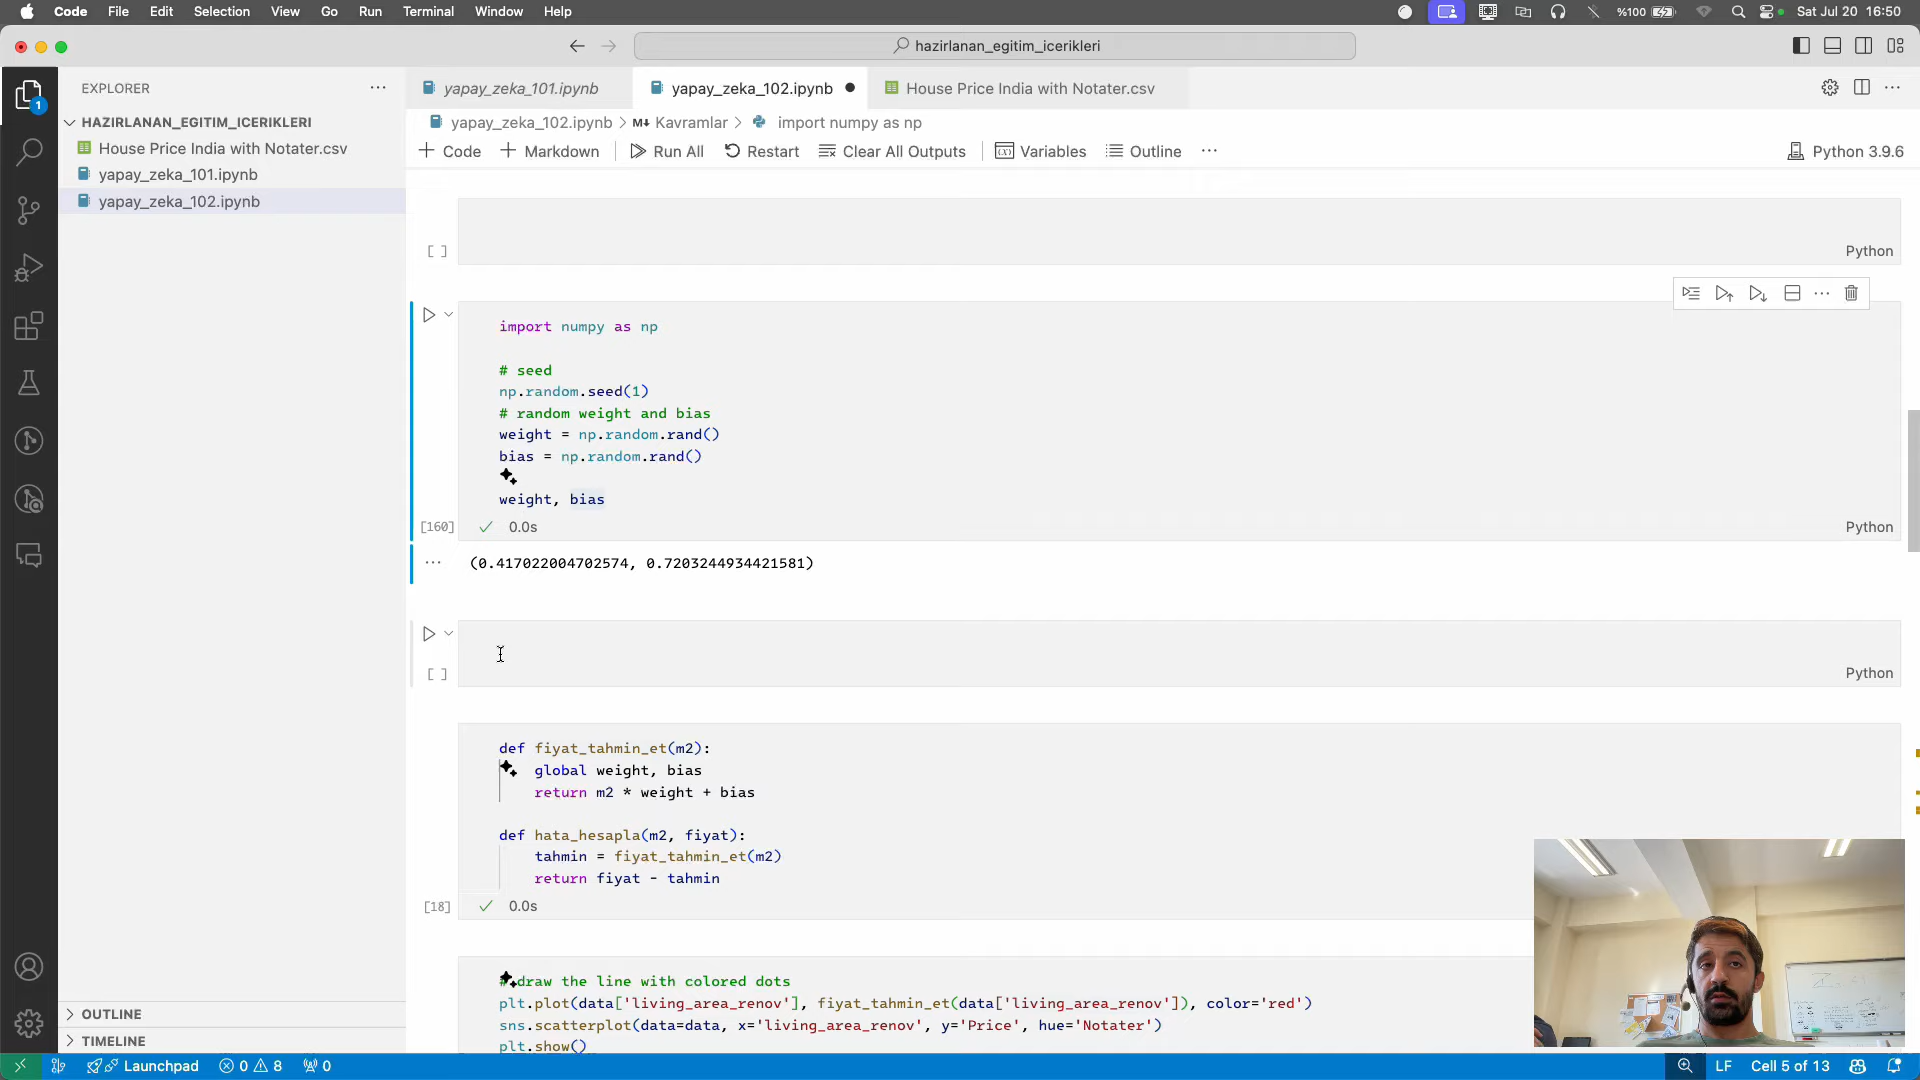 Code File Edit Selection View Go Run Terminal Window Help
%100 Sat Jul 20 16:50
hazirlanan_egitim_icerikleri
EXPLORER
yapay_zeka_101.ipynb
yapay_zeka_102.ipynb
House Price India with Notater.csv
HAZIRLANAN_EGITIM_ICERIKLERI
House Price India with Notater.csv
yapay_zeka_101.ipynb
yapay_zeka_102.ipynb
1
yapay_zeka_102.ipynb > M↓ Kavramlar > import numpy as np
+ Code + Markdown Run All Restart Clear All Outputs Variables Outline ...
Python 3.9.6
[ ]
Python
import numpy as np
# seed
np.random.seed(1)
# random weight and bias
weight = np.random.rand()
bias = np.random.rand()
weight, bias
[160] 0.0s
Python
(0.417022004702574, 0.7203244934421581)
[ ]
Python
def fiyat_tahmin_et(m2):
global weight, bias
return m2 * weight + bias
def hata_hesapla(m2, fiyat):
tahmin = fiyat_tahmin_et(m2)
return fiyat - tahmin
[18] 0.0s
# draw the line with colored dots
plt.plot(data['living_area_renov'], fiyat_tahmin_et(data['living_area_renov']), color='red')
sns.scatterplot(data=data, x='living_area_renov', y='Price', hue='Notater')
plt.show()
OUTLINE
TIMELINE
Launchpad 0 8 0
LF Cell 5 of 13